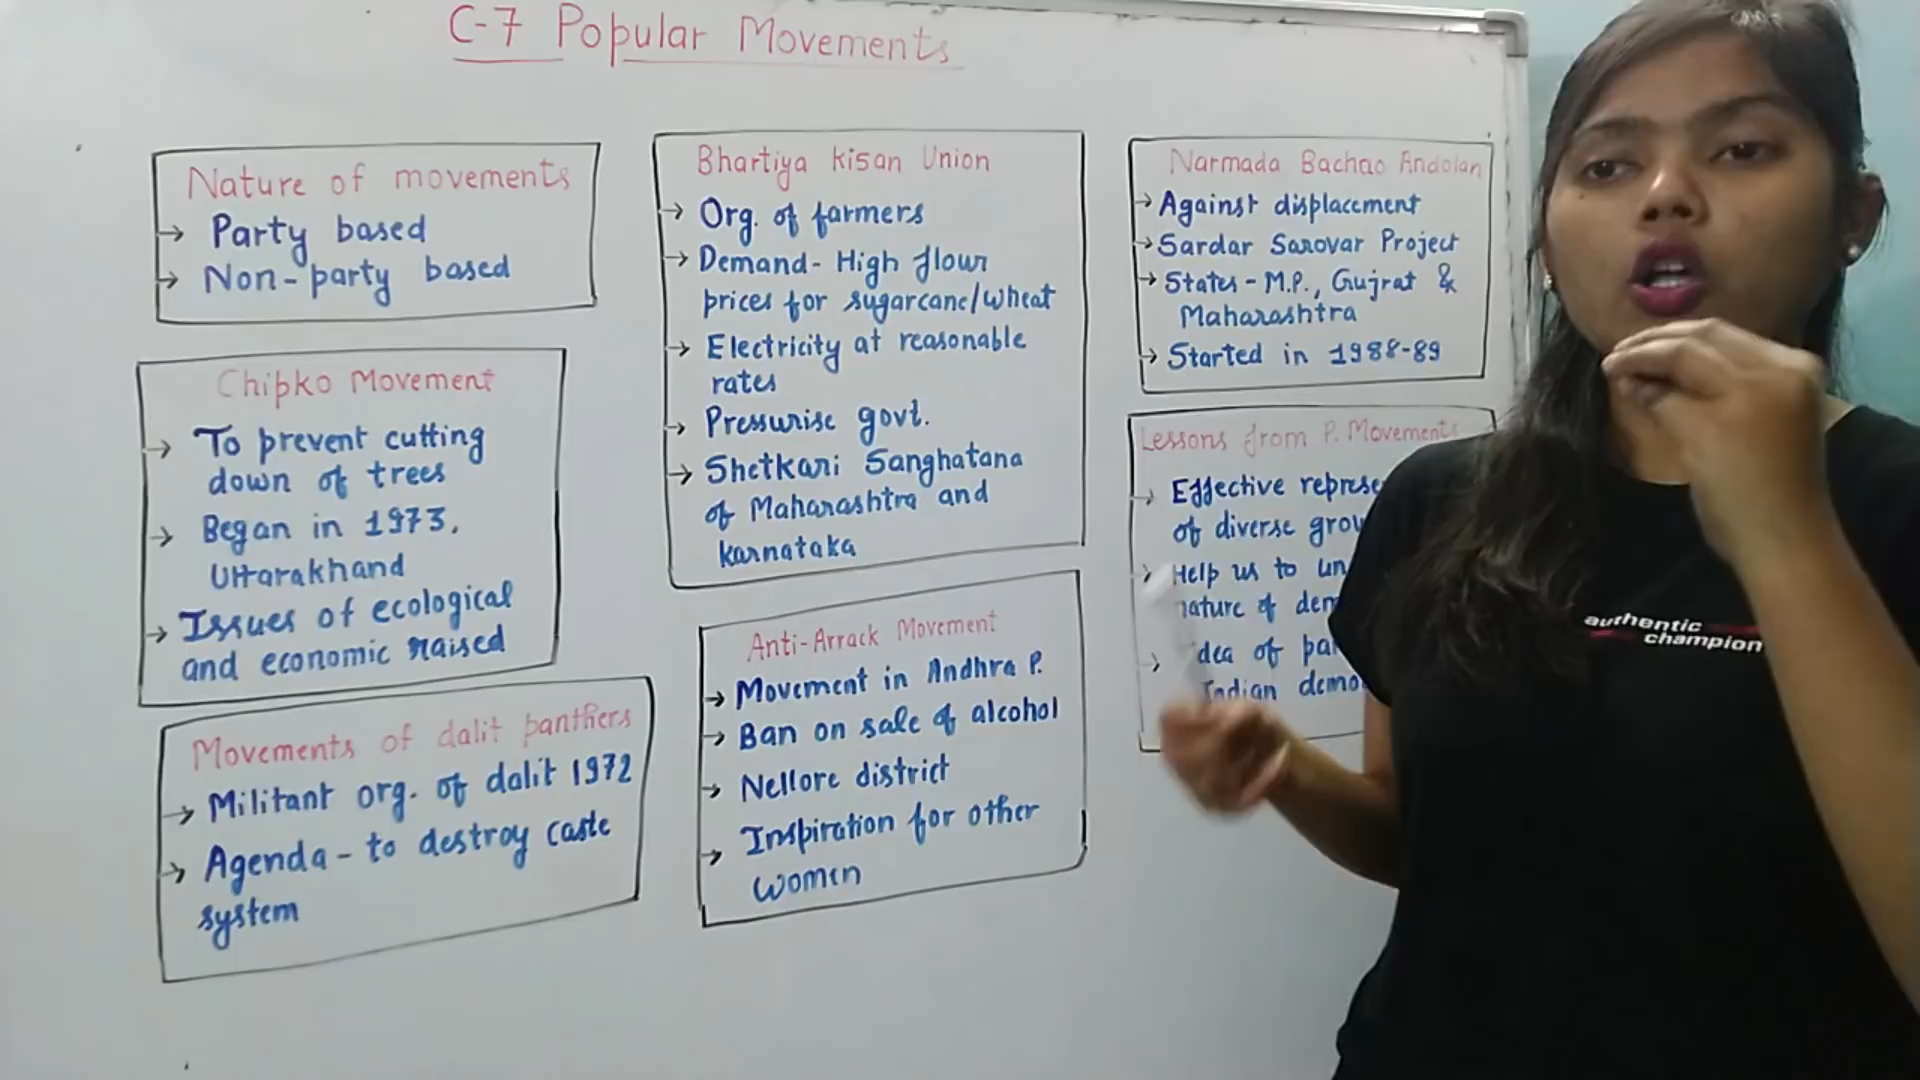 C-7 Popular Movements
Nature of movements
→ Party based
→ Non-party based
Chipko Movement
→ To prevent cutting
down of trees
→ Began in 1973.
Uttarakhand
→ Issues of ecological
and economic raised
Movements of dalit panthers
→ Militant org. of dalit 1972
→ Agenda - to destroy caste
system
Bhartiya kisan Union
→ Org. of farmers
→ Demand - High flour
prices for sugarcane/wheat
→ Electricity at reasonable
rates
→ Pressurise govt.
→ Shetkari Sanghatana
of Maharashtra and
karnataka
Anti-Arrack Movement
→ Movement in Andhra P.
→ Ban on sale of alcohol
→ Nellore district
→ Inspiration for other
women
Narmada Bachao Andolan
→ Against displacement
→ Sardar Sarovar Project
→ States - M.P., Gujrat &
Maharashtra
→ Started in 1988-89
Lessons from P. Movements
→ Effective
of diverse
→ Help us to
of
→ of
Indian
authentic
champion